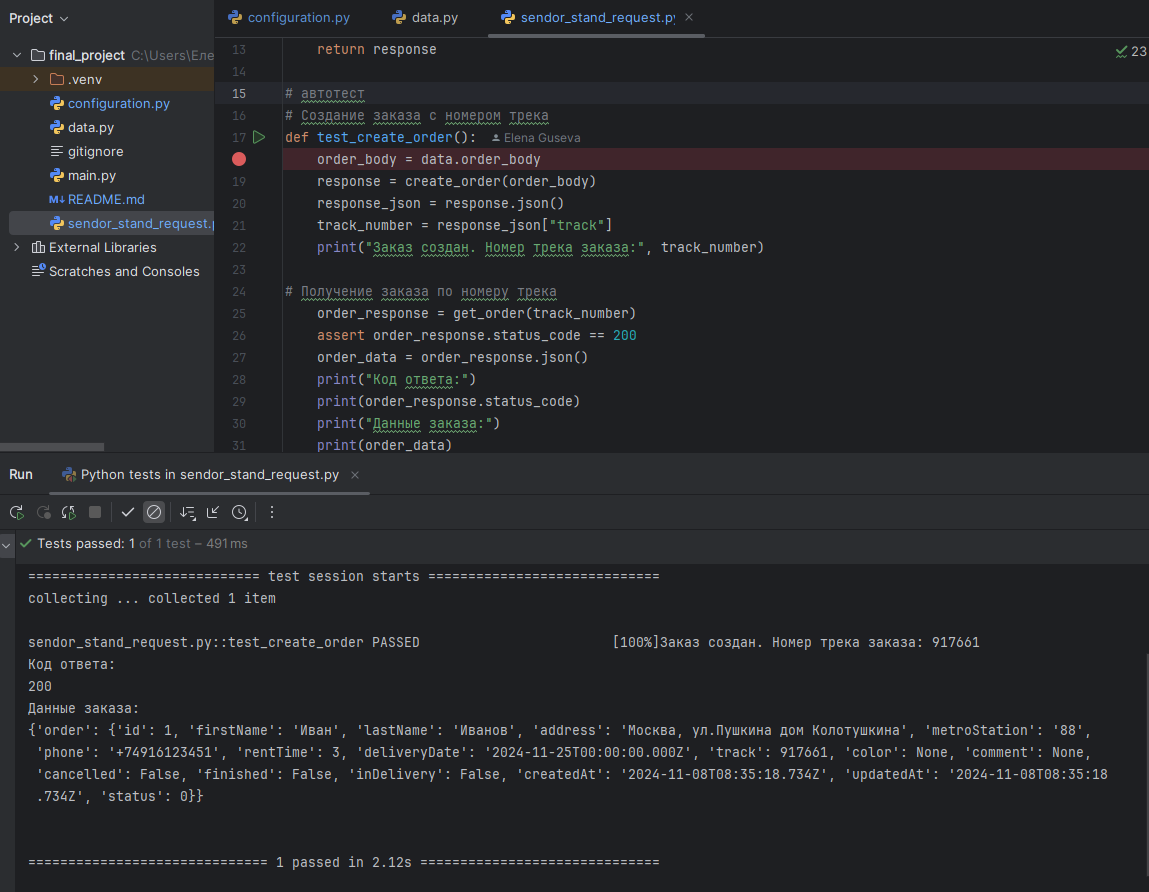 Project
configuration.py
data.py
sendor_stand_request.py
final_project C:\Users\Еле
.venv
configuration.py
data.py
gitignore
main.py
README.md
sendor_stand_request.
External Libraries
Scratches and Consoles
23
13 return response
14
15 # автотест
16 # Создание заказа с номером трека
17 def test_create_order(): Elena Guseva
order_body = data.order_body
19 response = create_order(order_body)
20 response_json = response.json()
21 track_number = response_json["track"]
22 print("Заказ создан. Номер трека заказа:", track_number)
23
24 # Получение заказа по номеру трека
25 order_response = get_order(track_number)
26 assert order_response.status_code == 200
27 order_data = order_response.json()
28 print("Код ответа:")
29 print(order_response.status_code)
30 print("Данные заказа:")
31 print(order_data)
Run
Python tests in sendor_stand_request.py
Tests passed: 1 of 1 test – 491 ms
============================= test session starts =============================
collecting ... collected 1 item
sendor_stand_request.py::test_create_order PASSED [100%]Заказ создан. Номер трека заказа: 917661
Код ответа:
200
Данные заказа:
{'order': {'id': 1, 'firstName': 'Иван', 'lastName': 'Иванов', 'address': 'Москва, ул.Пушкина дом Колотушкина', 'metroStation': '88',
'phone': '+74916123451', 'rentTime': 3, 'deliveryDate': '2024-11-25T00:00:00.000Z', 'track': 917661, 'color': None, 'comment': None,
'cancelled': False, 'finished': False, 'inDelivery': False, 'createdAt': '2024-11-08T08:35:18.734Z', 'updatedAt': '2024-11-08T08:35:18
.734Z', 'status': 0}}
============================== 1 passed in 2.12s ==============================